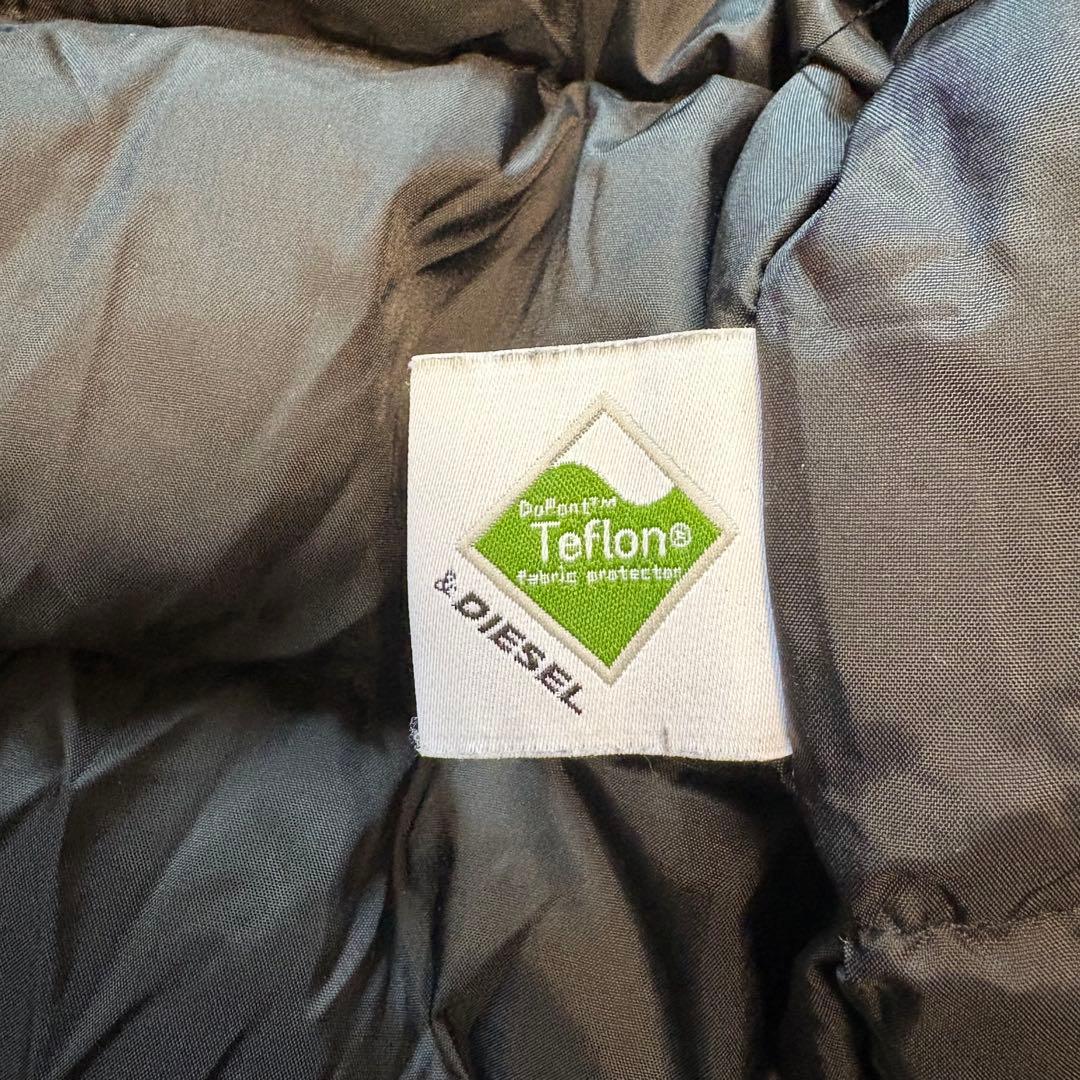 DuPont™
Teflon®
fabric protector
& DIESEL